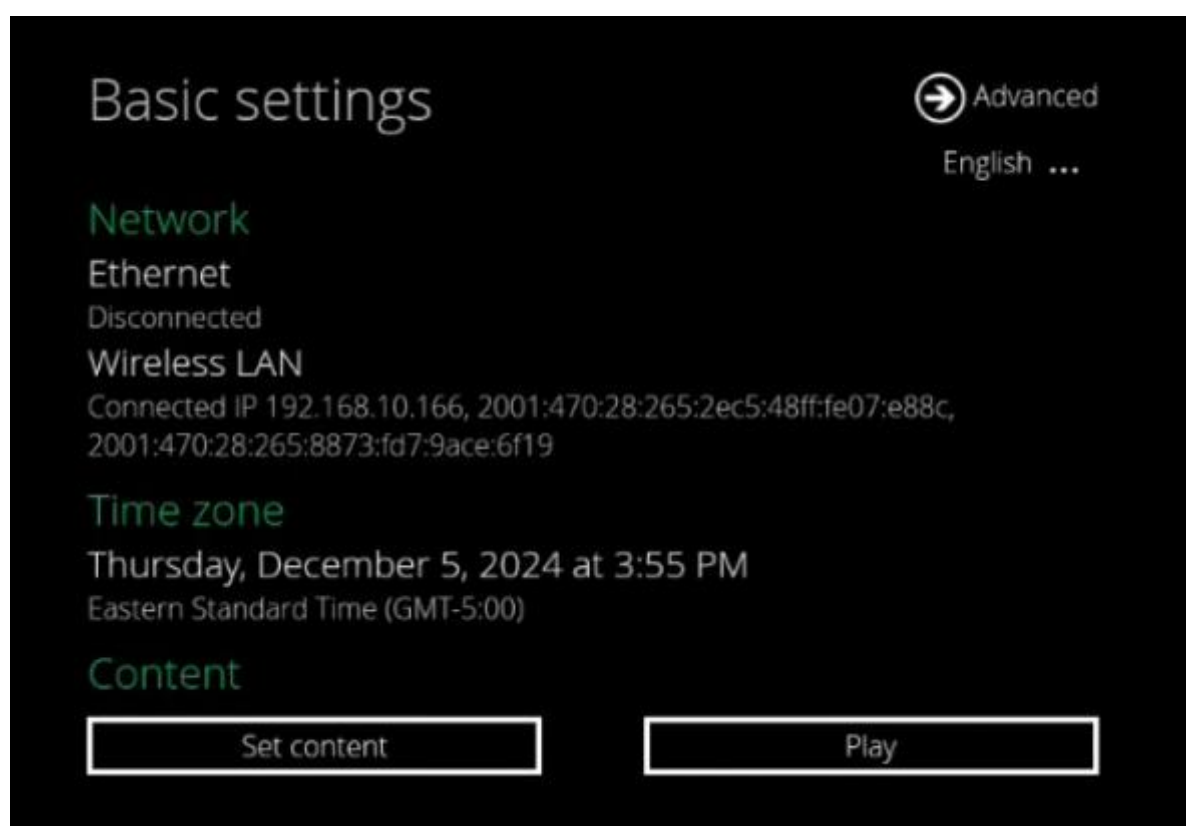 Basic settings
Advanced
English ...
Network
Ethernet
Disconnected
Wireless LAN
Connected IP 192.168.10.166, 2001:470:28:265:2ec5:48ff:fe07:e88c,
2001:470:28:265:8873:fd7:9ace:6f19
Time zone
Thursday, December 5, 2024 at 3:55 PM
Eastern Standard Time (GMT-5:00)
Content
Set content
Play